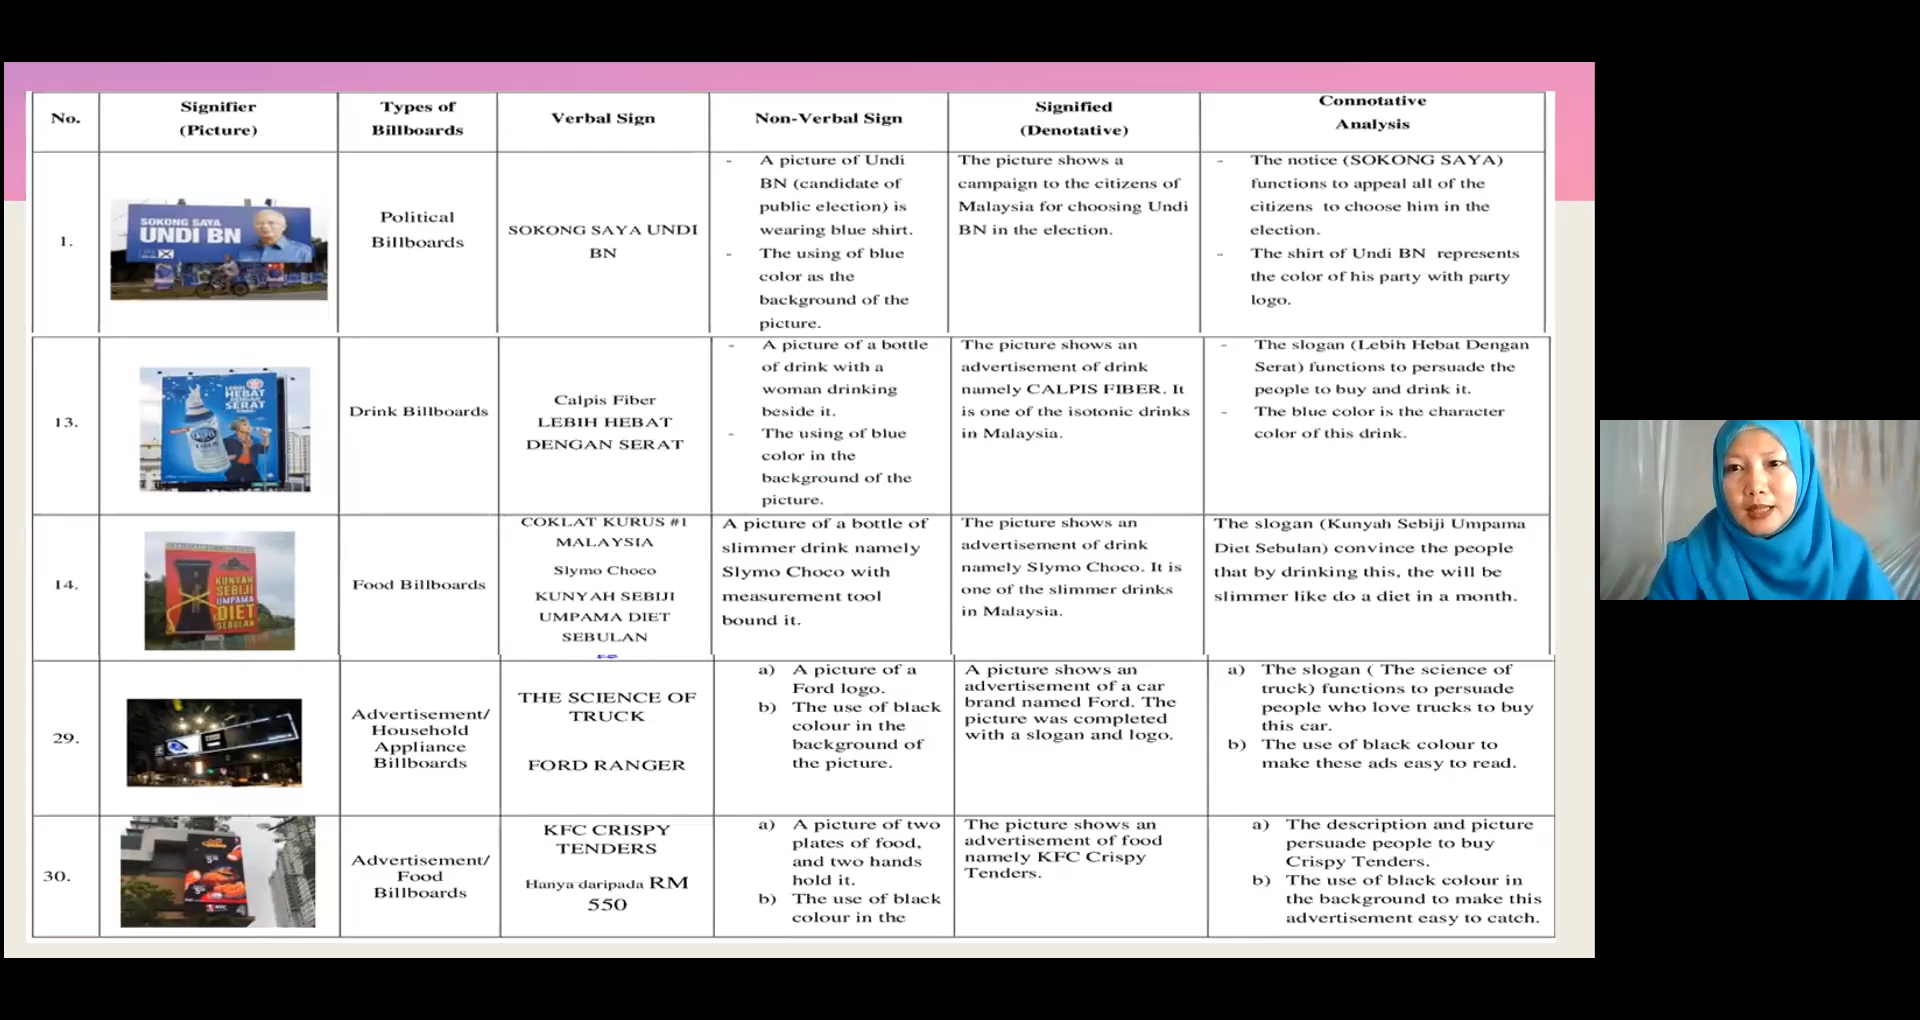 No.
Signifier
(Picture)
Types of
Billboards
Verbal Sign
Non-Verbal Sign
Signified
(Denotative)
Connotative
Analysis
1.
SOKONG SAYA
UNDI BN
Political
Billboards
SOKONG SAYA UNDI
BN
- A picture of Undi
BN (candidate of
public election) is
wearing blue shirt.
- The using of blue
color as the
background of the
picture.
The picture shows a
campaign to the citizens of
Malaysia for choosing Undi
BN in the election.
- The notice (SOKONG SAYA)
functions to appeal all of the
citizens to choose him in the
election.
- The shirt of Undi BN represents
the color of his party with party
logo.
13.
LEBIH
HEBAT
DENGAN
SERAT
Drink Billboards
Calpis Fiber
LEBIH HEBAT
DENGAN SERAT
- A picture of a bottle
of drink with a
woman drinking
beside it.
- The using of blue
color in the
background of the
picture.
The picture shows an
advertisement of drink
namely CALPIS FIBER. It
is one of the isotonic drinks
in Malaysia.
- The slogan (Lebih Hebat Dengan
Serat) functions to persuade the
people to buy and drink it.
- The blue color is the character
color of this drink.
14.
KUNYAH
SEBIJI
UMPAMA
DIET
SEBULAN
Food Billboards
COKLAT KURUS #1
MALAYSIA
Slymo Choco
KUNYAH SEBIJI
UMPAMA DIET
SEBULAN
A picture of a bottle of
slimmer drink namely
Slymo Choco with
measurement tool
bound it.
The picture shows an
advertisement of drink
namely Slymo Choco. It is
one of the slimmer drinks
in Malaysia.
The slogan (Kunyah Sebiji Umpama
Diet Sebulan) convince the people
that by drinking this, the will be
slimmer like do a diet in a month.
29.
Advertisement/
Household
Appliance
Billboards
THE SCIENCE OF
TRUCK
FORD RANGER
a) A picture of a
Ford logo.
b) The use of black
colour in the
background of
the picture.
A picture shows an
advertisement of a car
brand named Ford. The
picture was completed
with a slogan and logo.
a) The slogan ( The science of
truck) functions to persuade
people who love trucks to buy
this car.
b) The use of black colour to
make these ads easy to read.
30.
Advertisement/
Food
Billboards
KFC CRISPY
TENDERS
Hanya daripada RM
550
a) A picture of two
plates of food,
and two hands
hold it.
b) The use of black
colour in the
The picture shows an
advertisement of food
namely KFC Crispy
Tenders.
a) The description and picture
persuade people to buy
Crispy Tenders.
b) The use of black colour in
the background to make this
advertisement easy to catch.